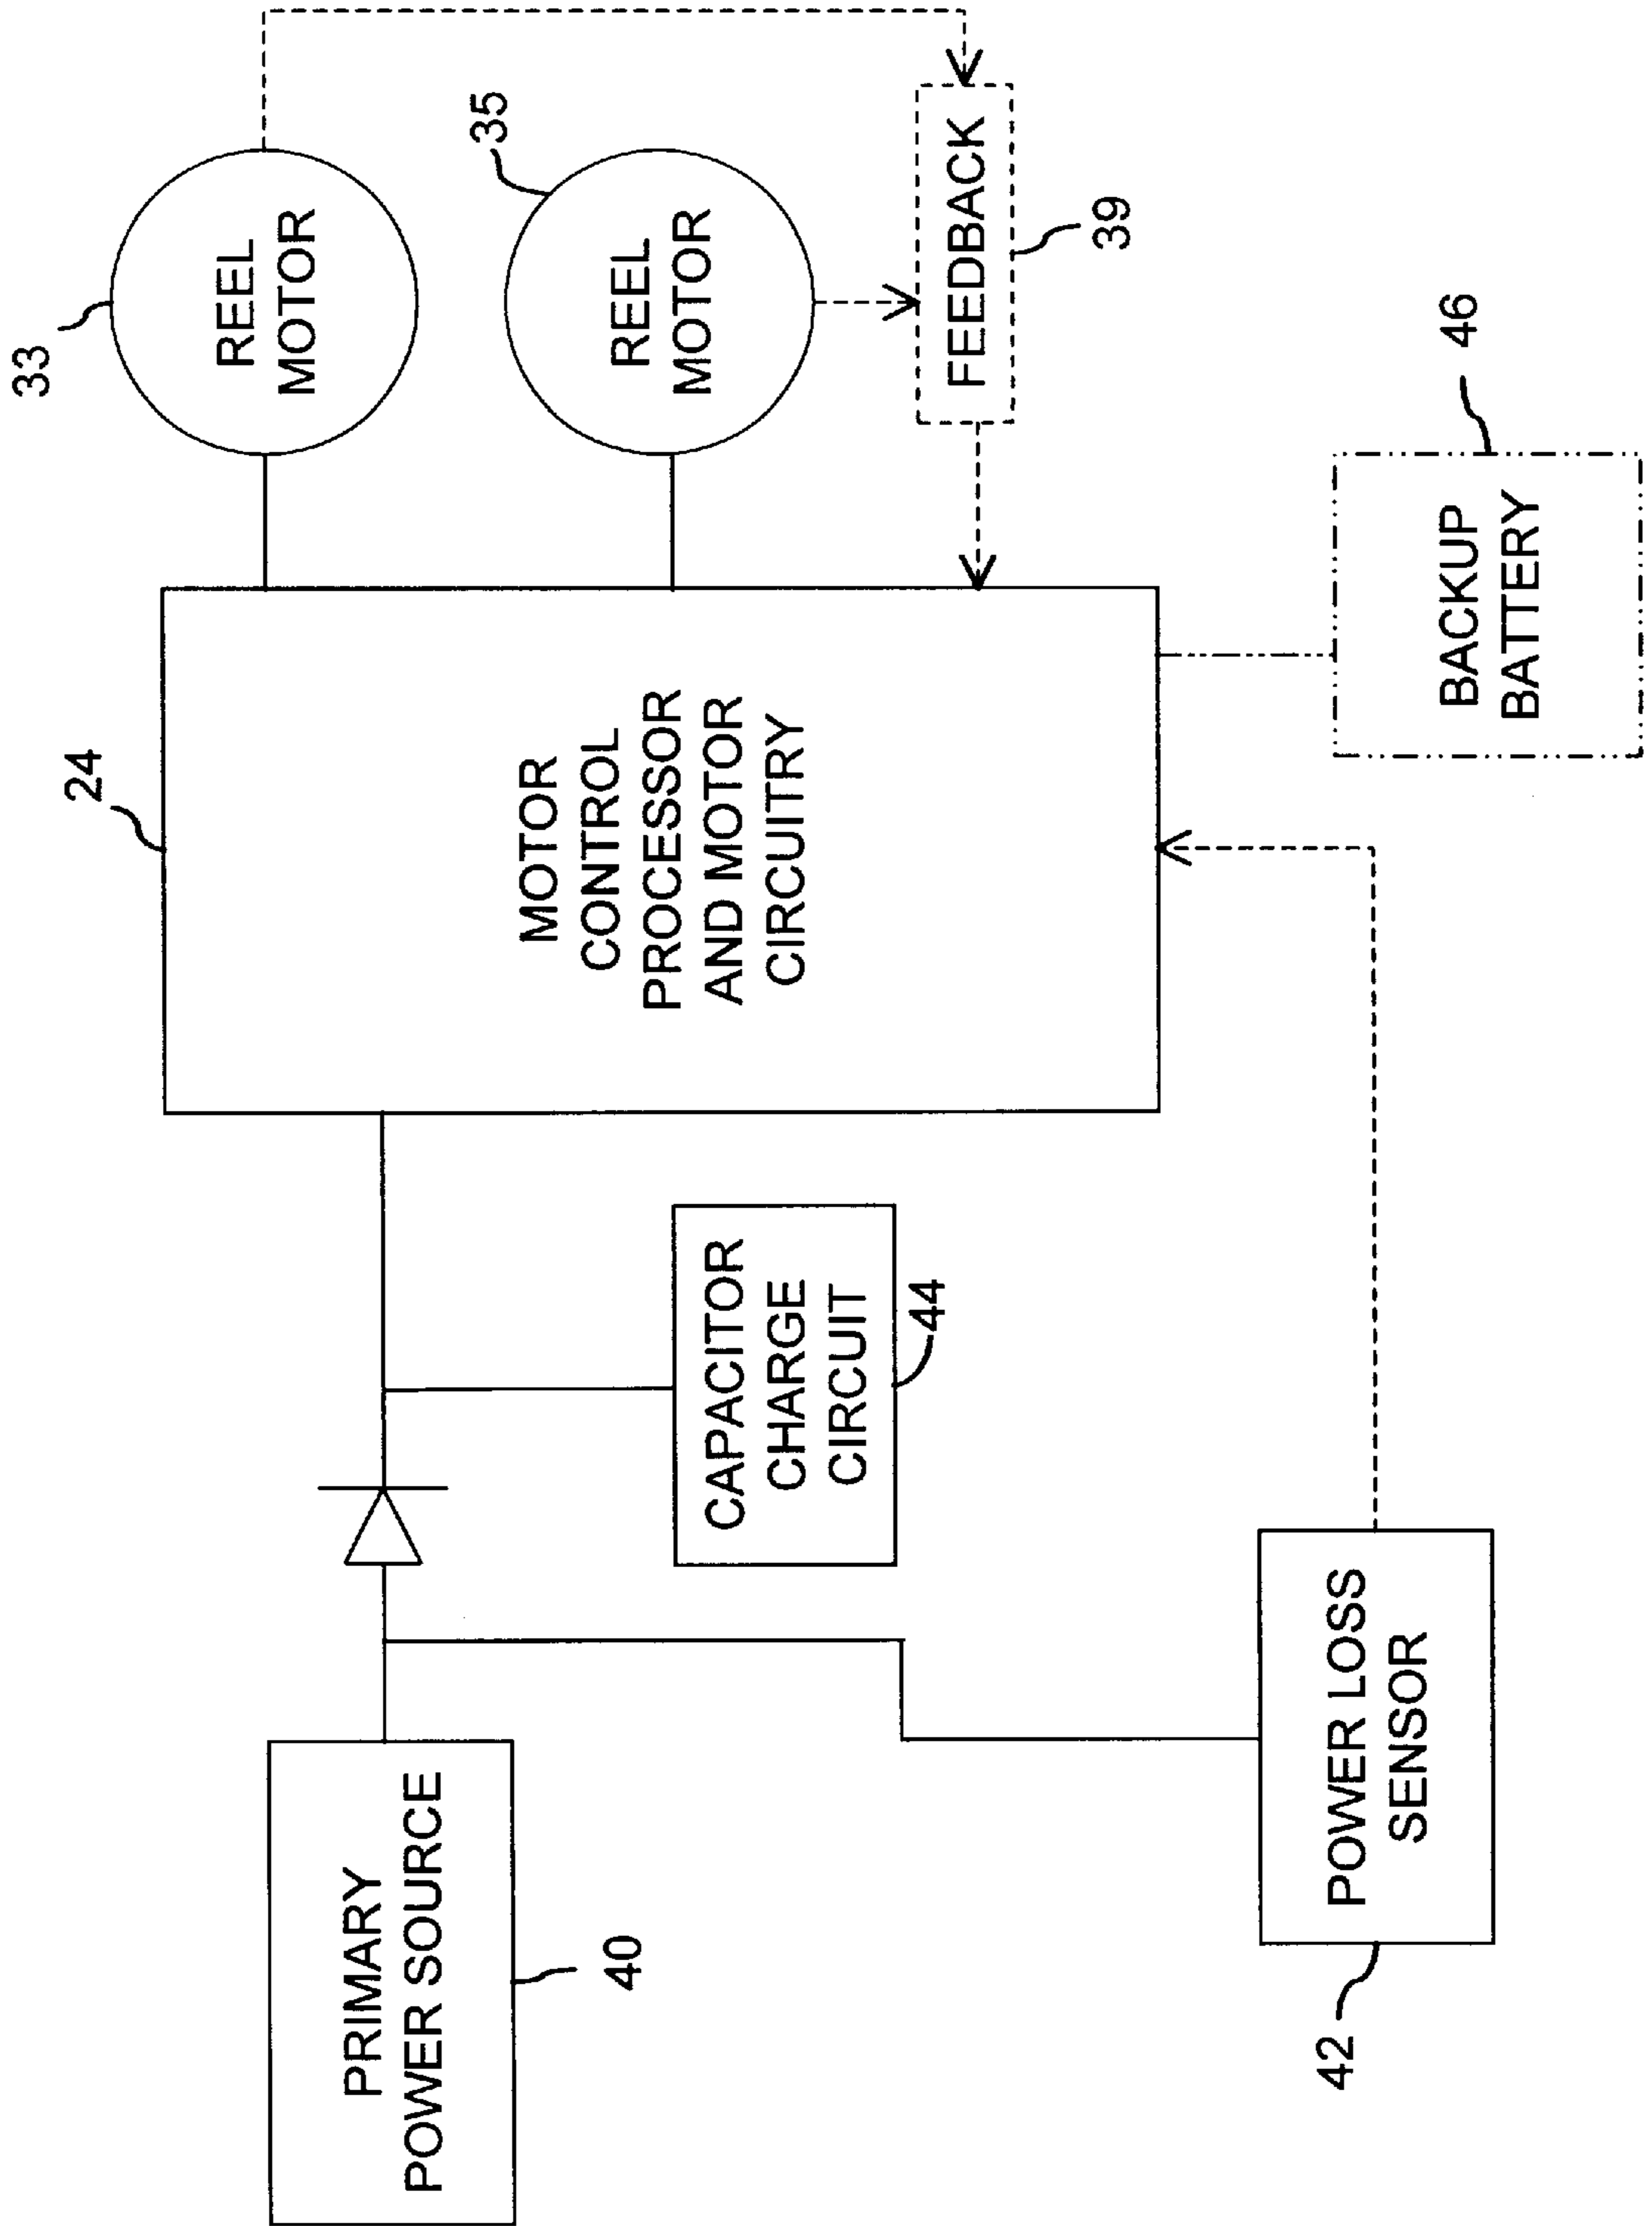 33
REEL
MOTOR
35
REEL
MOTOR
FEEDBACK
39
24
MOTOR
CONTROL
PROCESSOR
AND MOTOR
CIRCUITRY
46
BACKUP
BATTERY
CAPACITOR
CHARGE
CIRCUIT
44
PRIMARY
POWER SOURCE
40
POWER LOSS
SENSOR
42